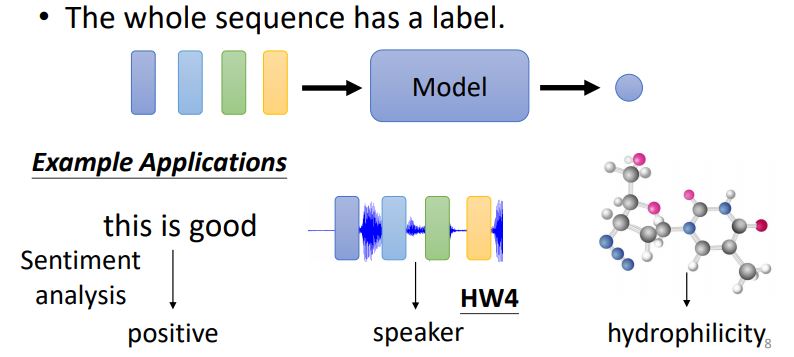 • The whole sequence has a label.
Model
Example Applications
this is good
Sentiment
analysis
positive
HW4
speaker
hydrophilicity
8